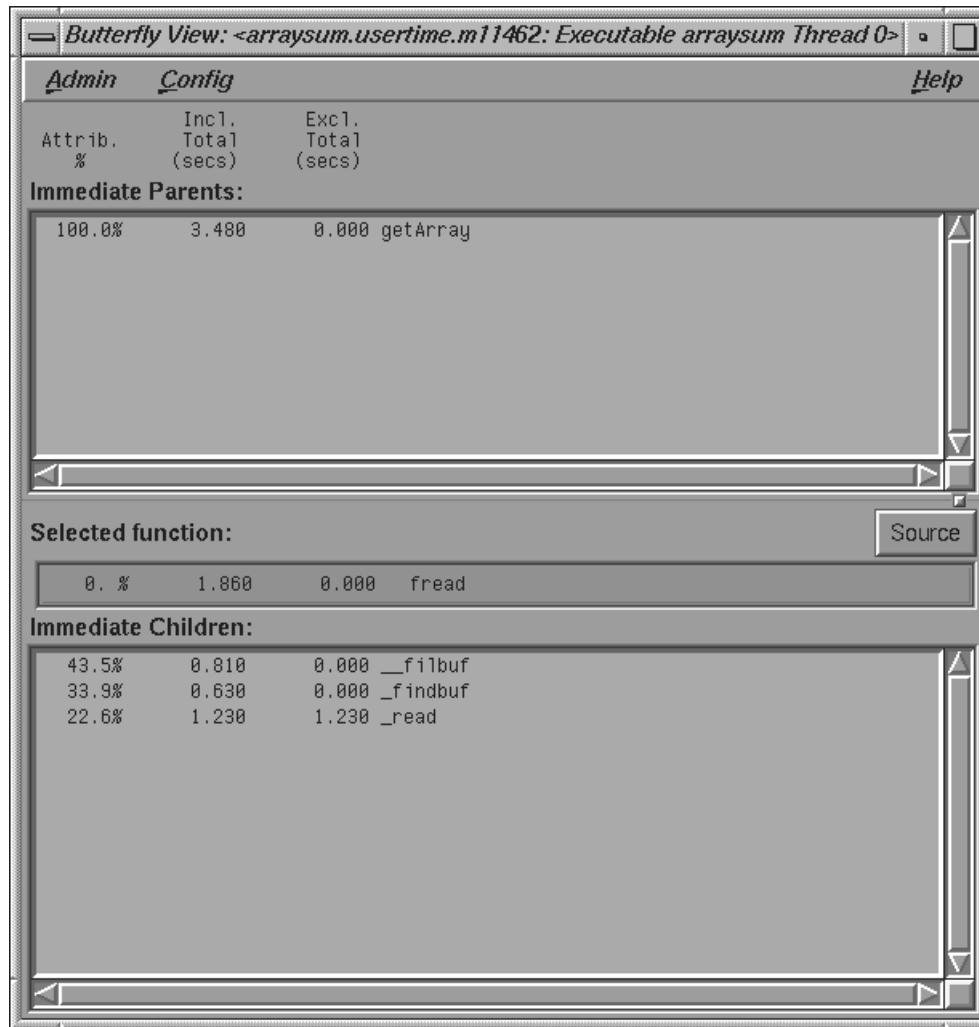 Butterfly View: <arraysum.usertime.m11462: Executable arraysum Thread 0>
Admin Config Help
Incl. Excl.
Attrib. Total Total
% (secs) (secs)
Immediate Parents:
100.0% 3.480 0.000 getArray
Selected function:
Source
0. % 1.860 0.000 fread
Immediate Children:
43.5% 0.810 0.000 __filbuf
33.9% 0.630 0.000 _findbuf
22.6% 1.230 1.230 _read